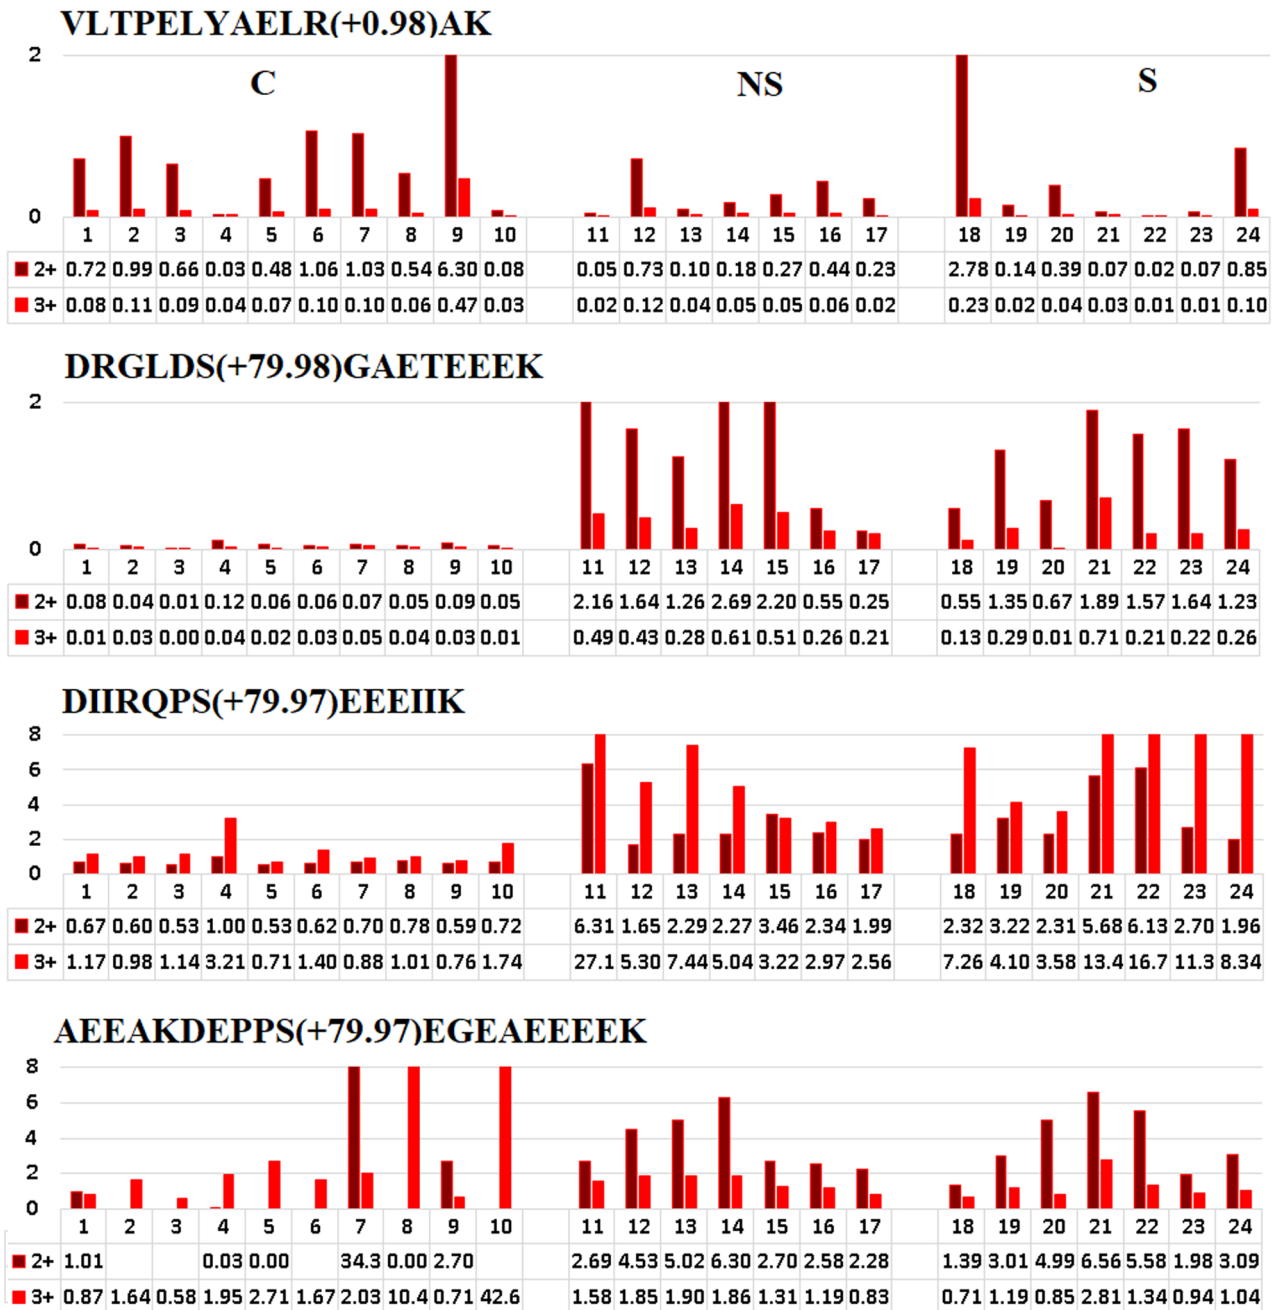 VLTPELYAELR(+0.98)AK
2
C NS S
0
1 2 3 4 5 6 7 8 9 10 11 12 13 14 15 16 17 18 19 20 21 22 23 24
2+ 0.72 0.99 0.66 0.03 0.48 1.06 1.03 0.54 6.30 0.08 0.05 0.73 0.10 0.18 0.27 0.44 0.23 2.78 0.14 0.39 0.07 0.02 0.07 0.85
3+ 0.08 0.11 0.09 0.04 0.07 0.10 0.10 0.06 0.47 0.03 0.02 0.12 0.04 0.05 0.05 0.06 0.02 0.23 0.02 0.04 0.03 0.01 0.01 0.10
DRGLDS(+79.98)GAETEEEK
2
0
1 2 3 4 5 6 7 8 9 10 11 12 13 14 15 16 17 18 19 20 21 22 23 24
2+ 0.08 0.04 0.01 0.12 0.06 0.06 0.07 0.05 0.09 0.05 2.16 1.64 1.26 2.69 2.20 0.55 0.25 0.55 1.35 0.67 1.89 1.57 1.64 1.23
3+ 0.01 0.03 0.00 0.04 0.02 0.03 0.05 0.04 0.03 0.01 0.49 0.43 0.28 0.61 0.51 0.26 0.21 0.13 0.29 0.01 0.71 0.21 0.22 0.26
DIIRQPS(+79.97)EEEIIK
8
6
4
2
0
1 2 3 4 5 6 7 8 9 10 11 12 13 14 15 16 17 18 19 20 21 22 23 24
2+ 0.67 0.60 0.53 1.00 0.53 0.62 0.70 0.78 0.59 0.72 6.31 1.65 2.29 2.27 3.46 2.34 1.99 2.32 3.22 2.31 5.68 6.13 2.70 1.96
3+ 1.17 0.98 1.14 3.21 0.71 1.40 0.88 1.01 0.76 1.74 27.1 5.30 7.44 5.04 3.22 2.97 2.56 7.26 4.10 3.58 13.4 16.7 11.3 8.34
AEEAKDEPPS(+79.97)EGEAEEEEK
8
6
4
2
0
1 2 3 4 5 6 7 8 9 10 11 12 13 14 15 16 17 18 19 20 21 22 23 24
2+ 1.01 0.03 0.00 34.3 0.00 2.70 2.69 4.53 5.02 6.30 2.70 2.58 2.28 1.39 3.01 4.99 6.56 5.58 1.98 3.09
3+ 0.87 1.64 0.58 1.95 2.71 1.67 2.03 10.4 0.71 42.6 1.58 1.85 1.90 1.86 1.31 1.19 0.83 0.71 1.19 0.85 2.81 1.34 0.94 1.04